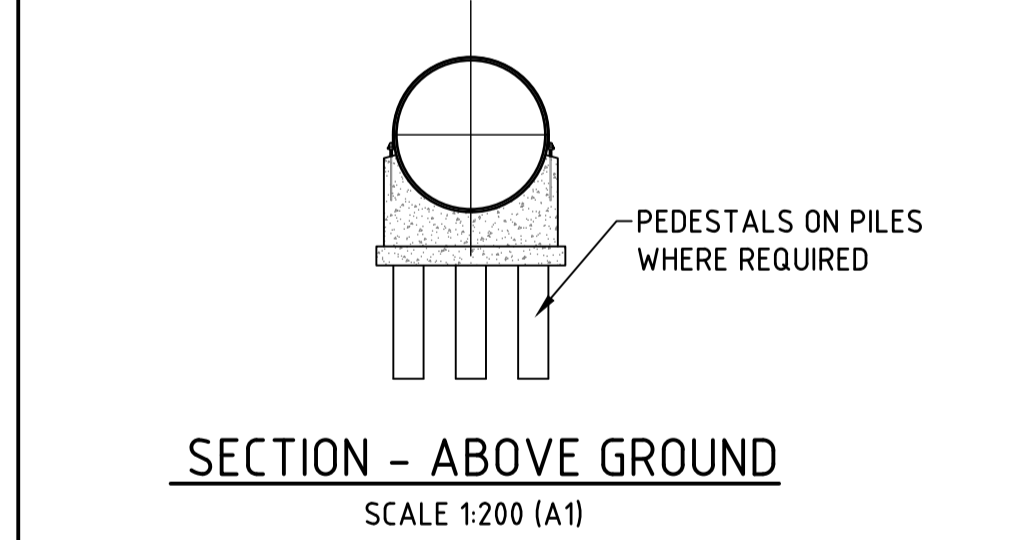 PEDESTALS ON PILES
WHERE REQUIRED
SECTION - ABOVE GROUND
SCALE 1:200 (A1)